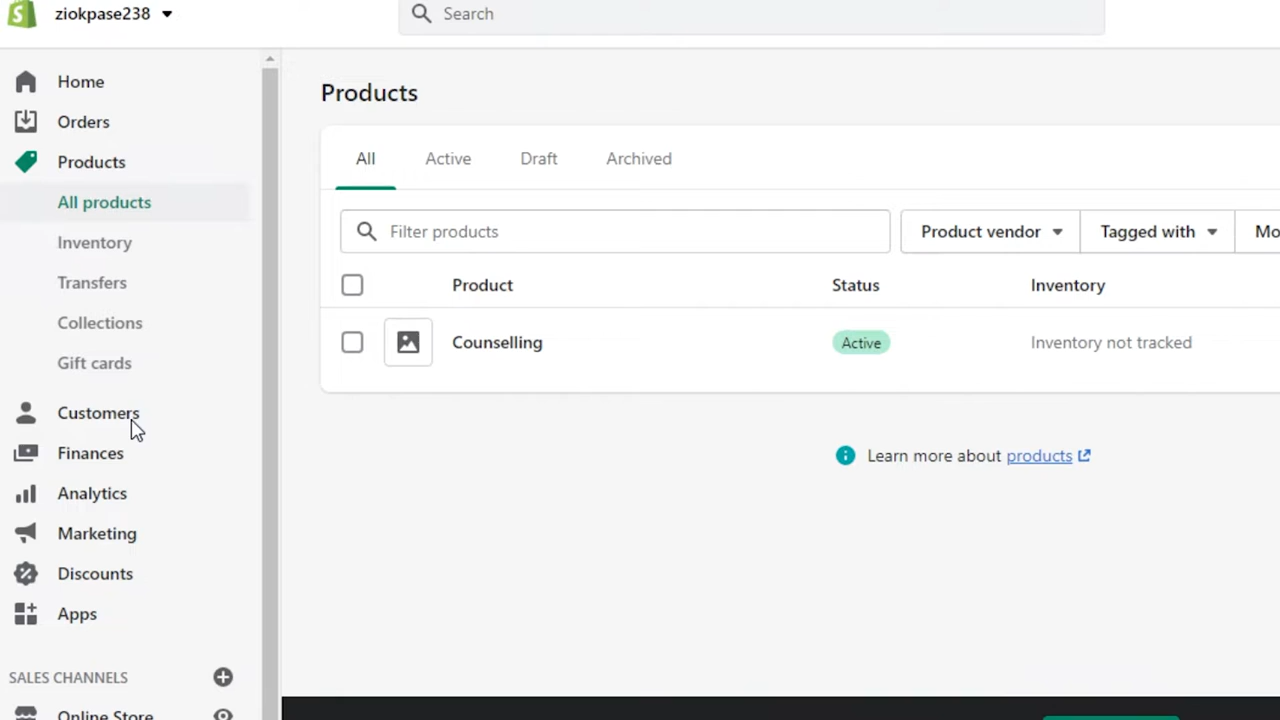 ziokpase238
Search
Home
Orders
Products
All products
Inventory
Transfers
Collections
Gift cards
Customers
Finances
Analytics
Marketing
Discounts
Apps
SALES CHANNELS
Online Store
Products
All Active Draft Archived
Filter products
Product vendor
Tagged with
Mo
Product Status Inventory
Counselling Active Inventory not tracked
Learn more about products